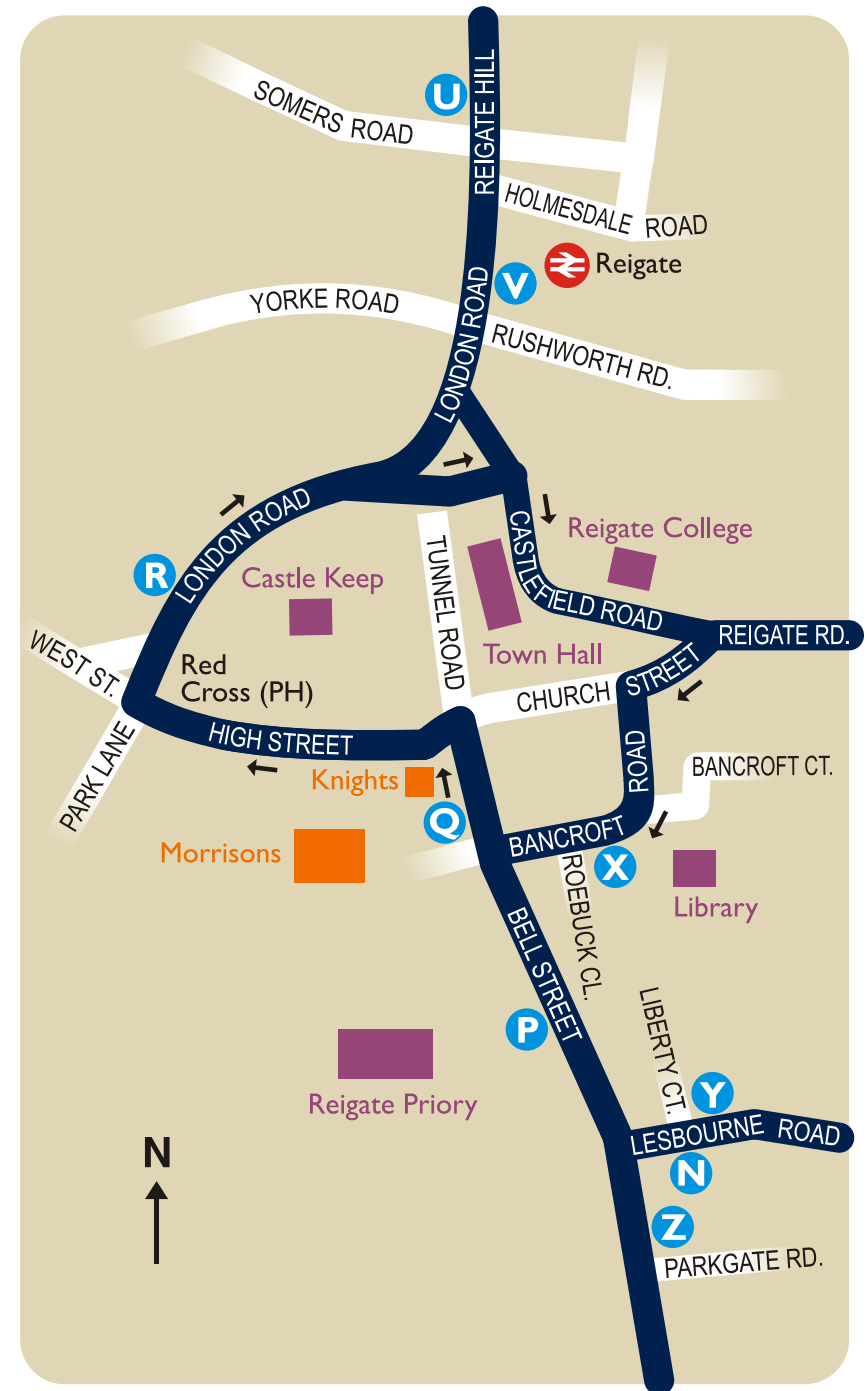 REIGATE HILL
U
SOMERS ROAD
HOLMESDALE ROAD
Reigate
V
YORKE ROAD
LONDON ROAD
RUSHWORTH RD.
LONDON ROAD
R
Castle Keep
TUNNEL ROAD
CASTLEFIELD ROAD
Reigate College
Town Hall
REIGATE RD.
WEST ST.
Red
Cross (PH)
CHURCH STREET
HIGH STREET
PARK LANE
Knights
Q
BANCROFT ROAD
BANCROFT CT.
Morrisons
X
Library
ROEBUCK CL.
BELL STREET
P
LIBERTY CT.
Reigate Priory
Y
LESBOURNE ROAD
N
N
Z
PARKGATE RD.